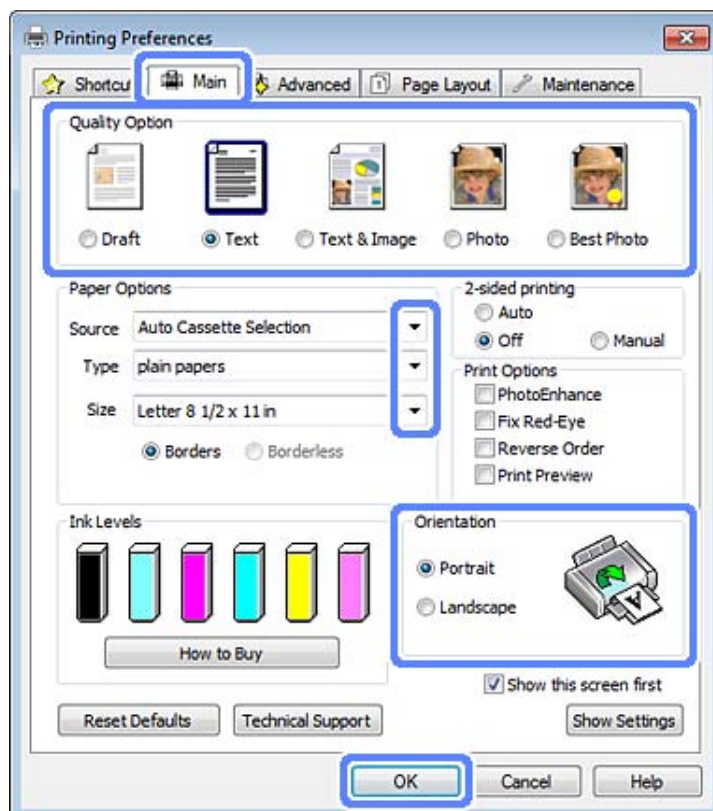 Printing Preferences
Shortcu Main Advanced 1 Page Layout Maintenance
Quality Option
Draft Text Text & Image Photo Best Photo
Paper Options
Source Auto Cassette Selection
Type plain papers
Size Letter 8 1/2 x 11 in
Borders Borderless
2-sided printing
Auto
Off Manual
Print Options
PhotoEnhance
Fix Red-Eye
Reverse Order
Print Preview
Ink Levels
How to Buy
Orientation
Portrait
Landscape
A
Show this screen first
Reset Defaults Technical Support Show Settings
OK Cancel Help